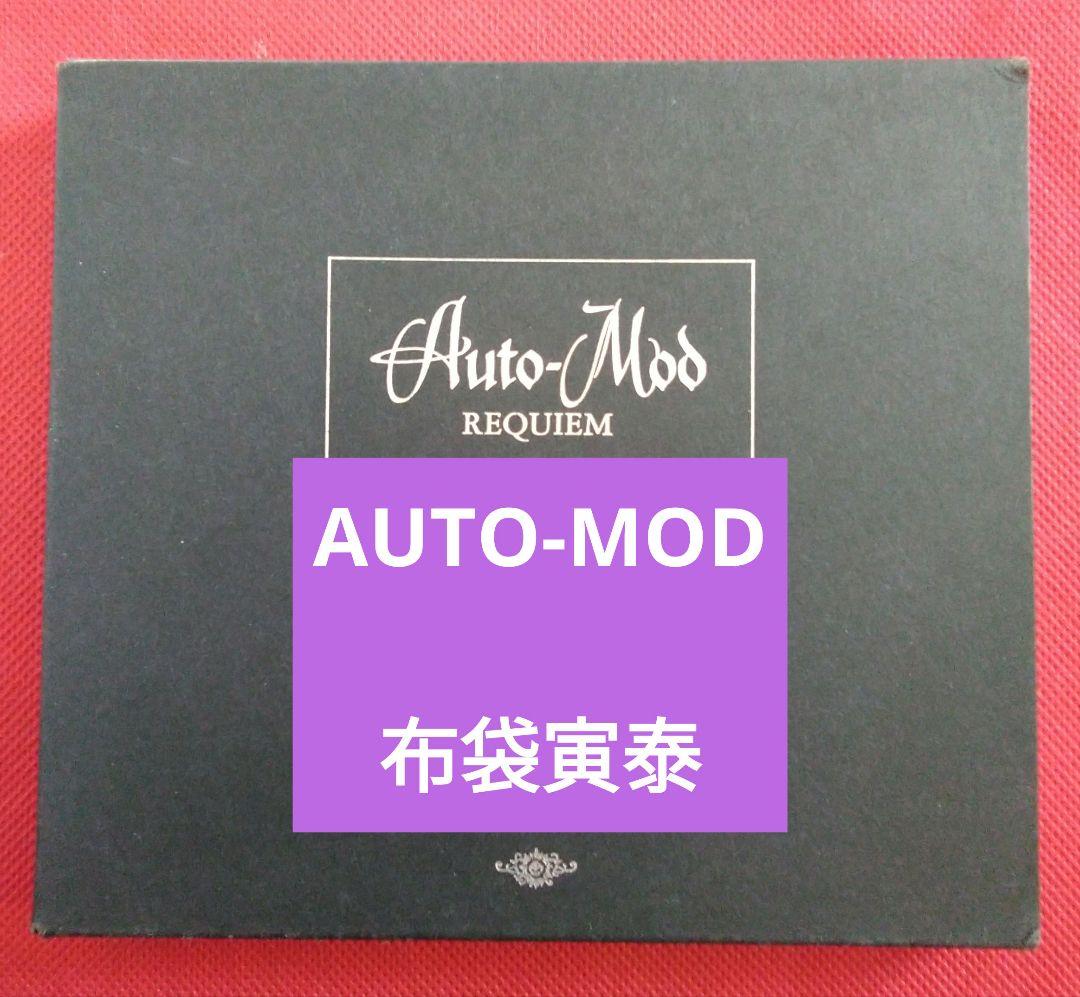 Auto-Mod
REQUIEM
AUTO-MOD
布袋寅泰